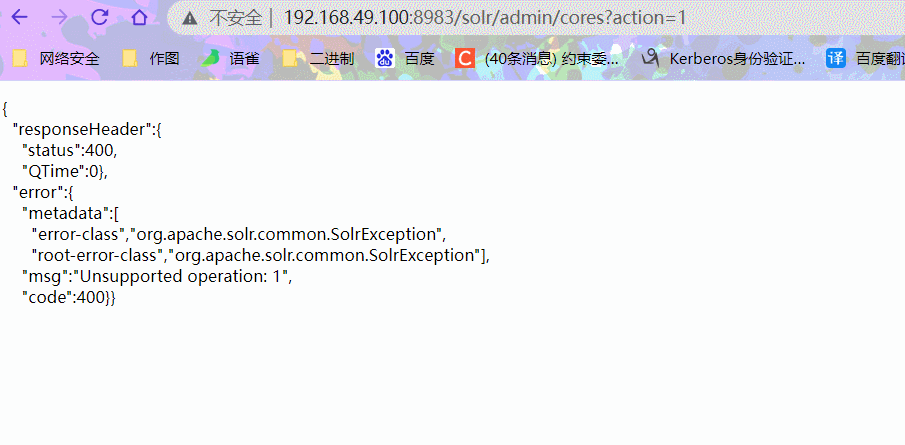 不安全 | 192.168.49.100:8983/solr/admin/cores?action=1
网络安全 作图 语雀 二进制 百度 C (40条消息) 约束委... Kerberos身份验证... 译 百度翻译
{
"responseHeader":{
"status":400,
"QTime":0},
"error":{
"metadata":[
"error-class","org.apache.solr.common.SolrException",
"root-error-class","org.apache.solr.common.SolrException"],
"msg":"Unsupported operation: 1",
"code":400}}